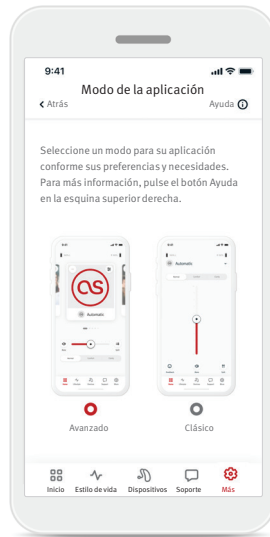 9:41
Modo de la aplicación
Atrás
Ayuda
Seleccione un modo para su aplicación
conforme sus preferencias y necesidades.
Para más información, pulse el botón Ayuda
en la esquina superior derecha.
Automatic
Automatic
Avanzado
Clásico
Inicio
Estilo de vida
Dispositivos
Soporte
Más